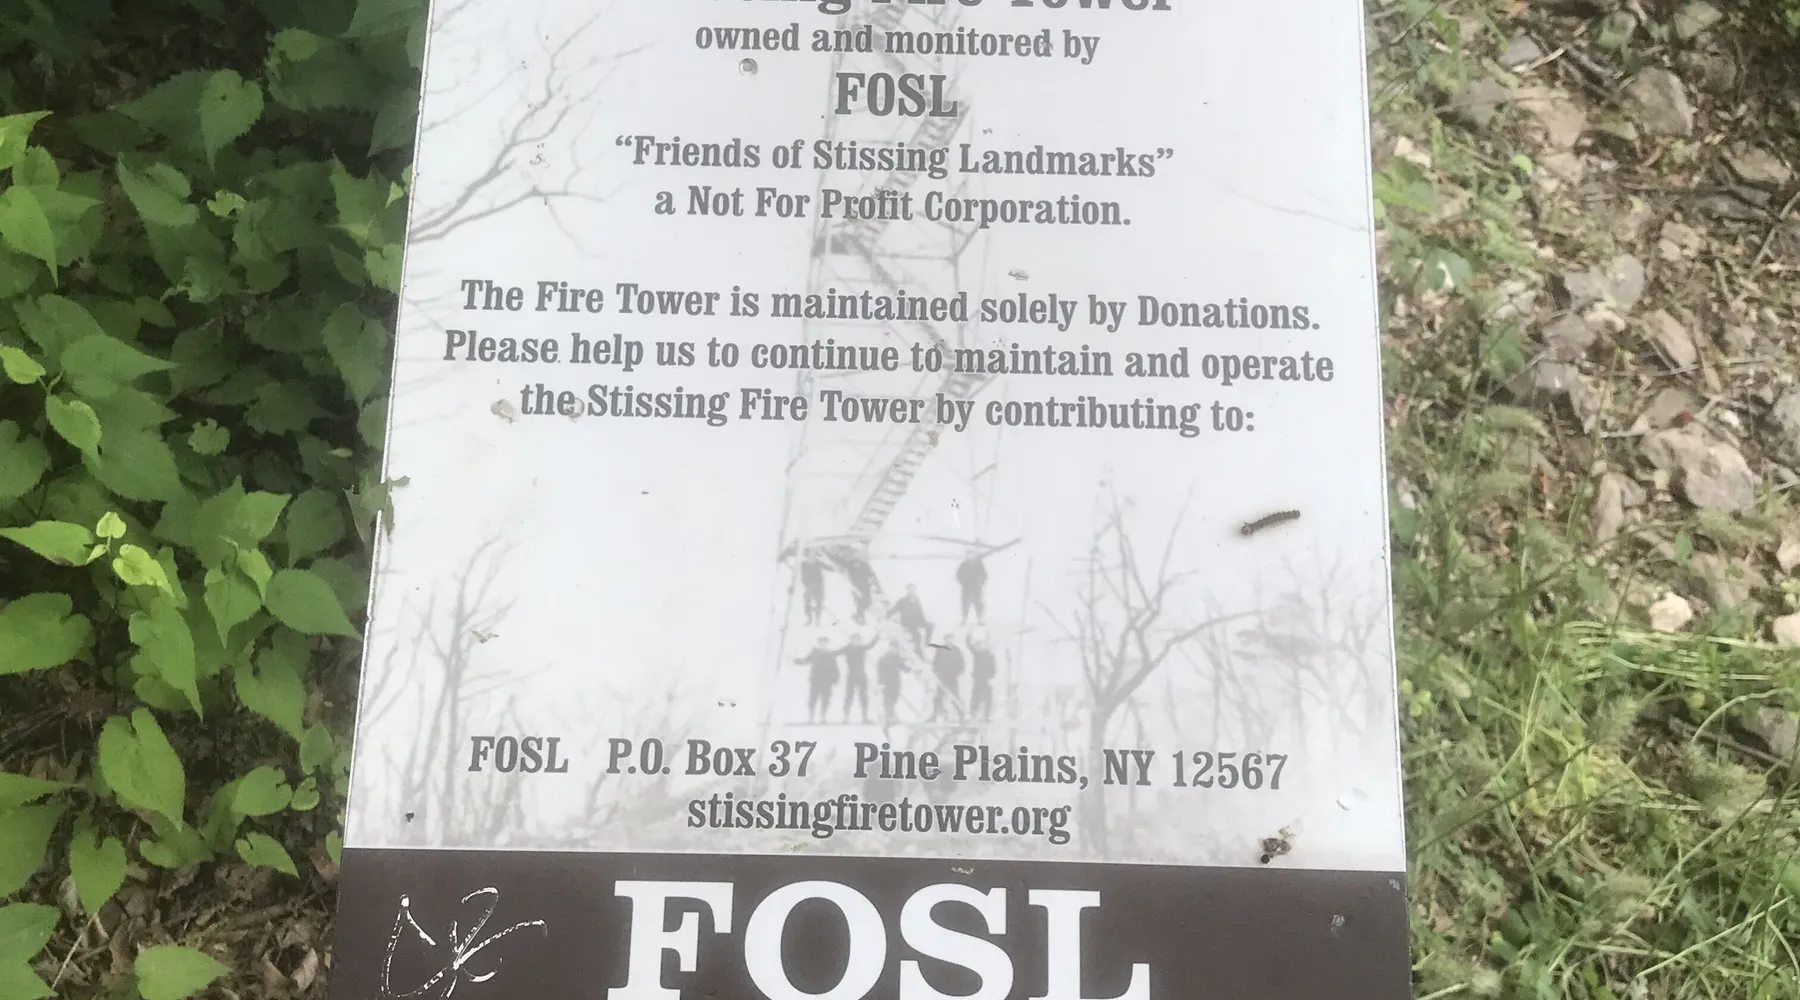 Fire Tower
owned and monitored by
FOSL
“Friends of Stissing Landmarks”
a Not For Profit Corporation.
The Fire Tower is maintained solely by Donations.
Please help us to continue to maintain and operate
the Stissing Fire Tower by contributing to:
FOSL P.O. Box 37 Pine Plains, NY 12567
stissingfiretower.org
FOSL